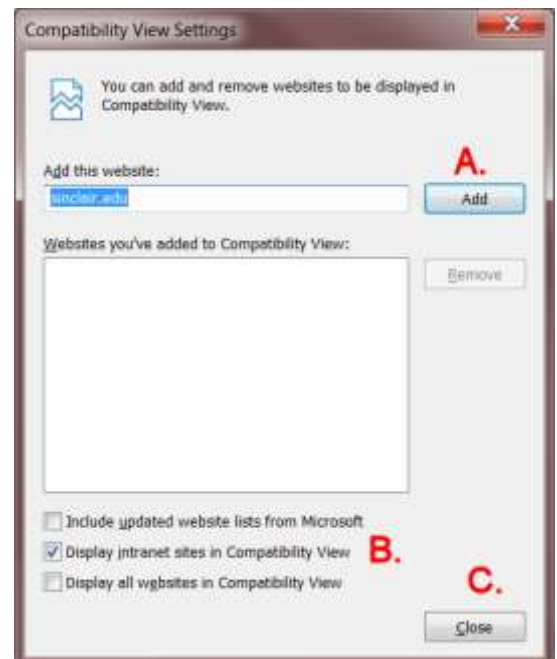 Compatibility View Settings
You can add and remove websites to be displayed in
Compatibility View.
A.
Add this website:
sinclair.edu
Add
Websites you've added to Compatibility View:
Remove
Include updated website lists from Microsoft
Display intranet sites in Compatibility View
B.
Display all websites in Compatibility View
C.
Close